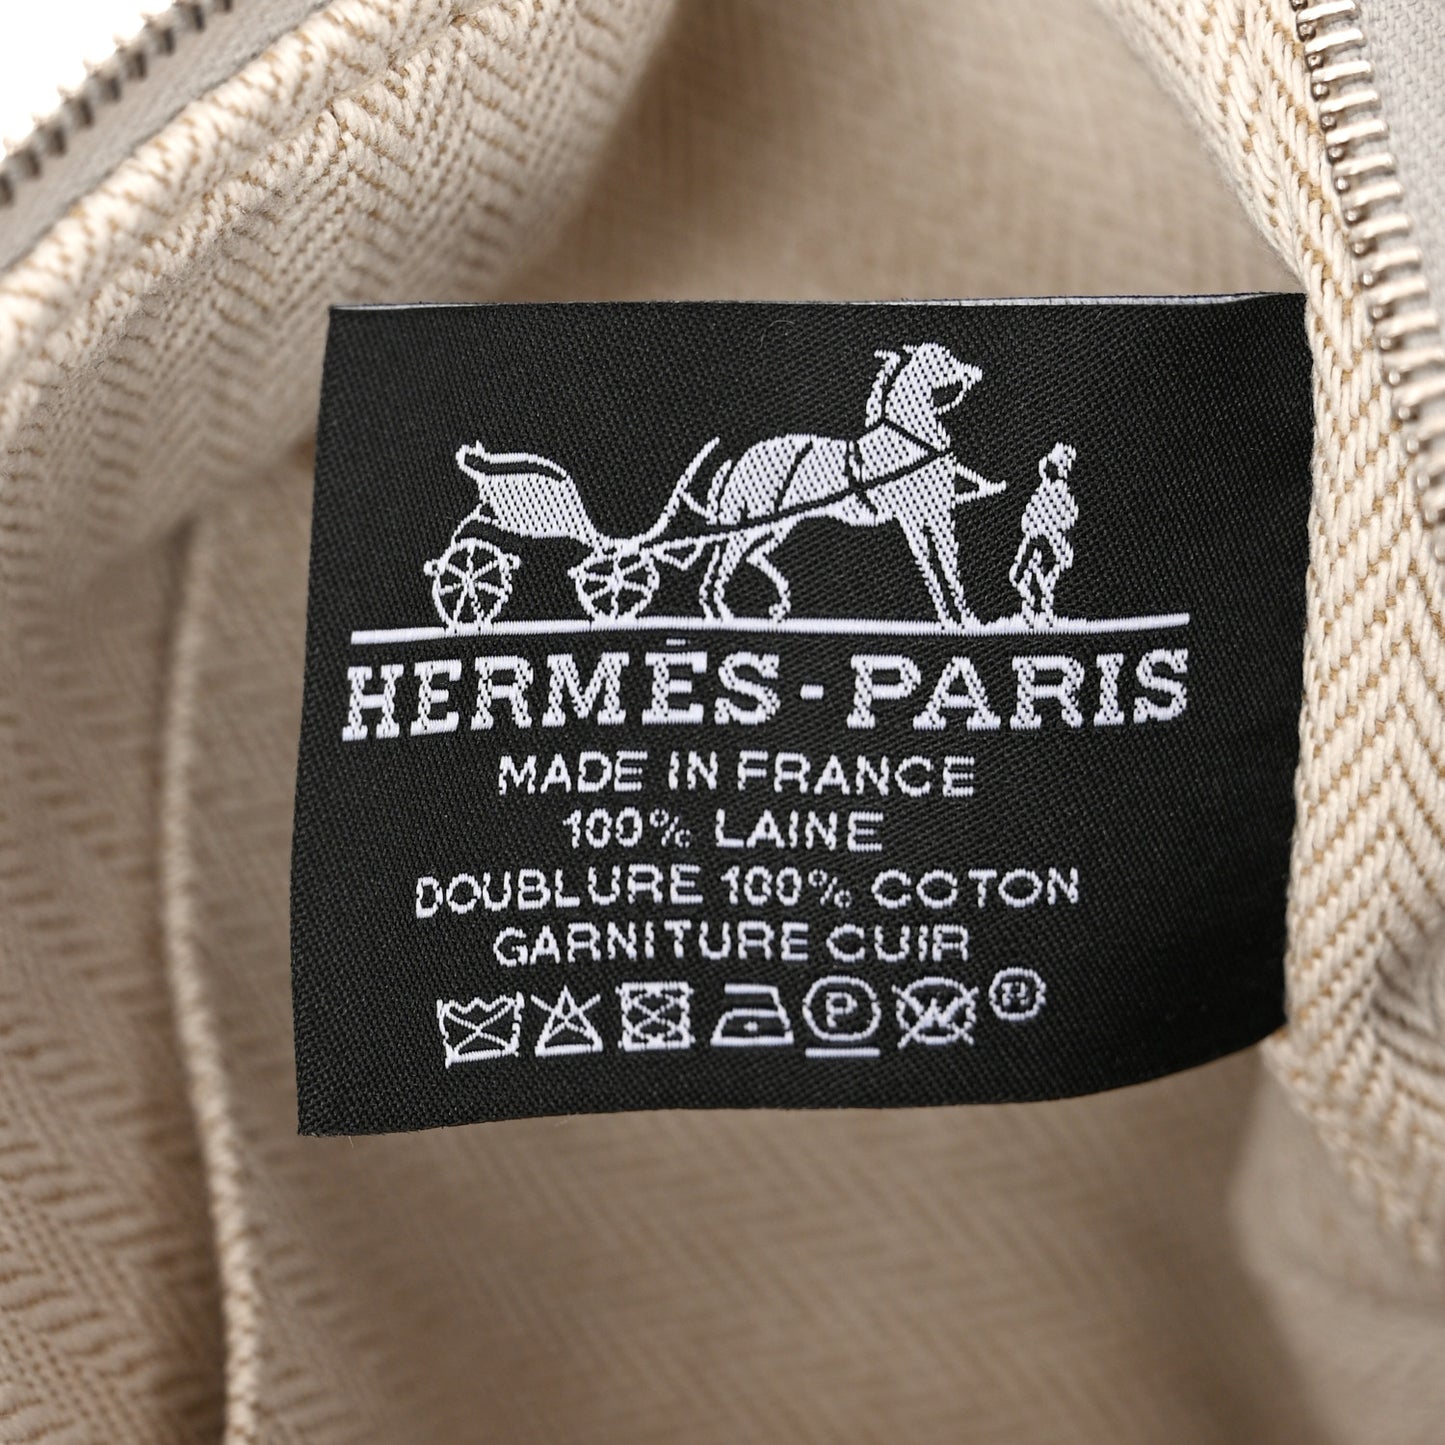 HERMÈS-PARIS
MADE IN FRANCE
100% LAINE
DOUBLURE 100% COTON
GARNITURE CUIR
P W ®